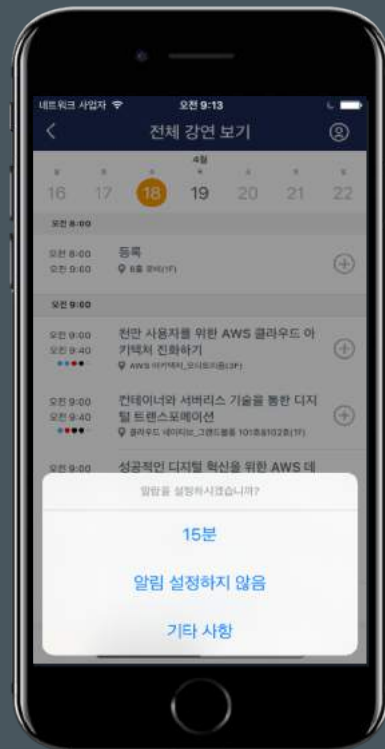 네트워크 사업자
오전 9:13
전체 강연 보기
4월
16 17 18 19 20 21 22
오전 8:00
오전 8:00
등록
오전 9:00
오전 9:00
오전 9:00
천만 사용자를 위한 AWS 클라우드 아
오전 9:40
키텍처 진화하기
오전 9:00
컨테이너와 서버리스 기술을 통한 디지
오전 9:40
털 트랜스포메이션
오전 9:00
성공적인 디지털 혁신을 위한 AWS 데
알람을 설정하시겠습니까?
15분
알림 설정하지 않음
기타 사항